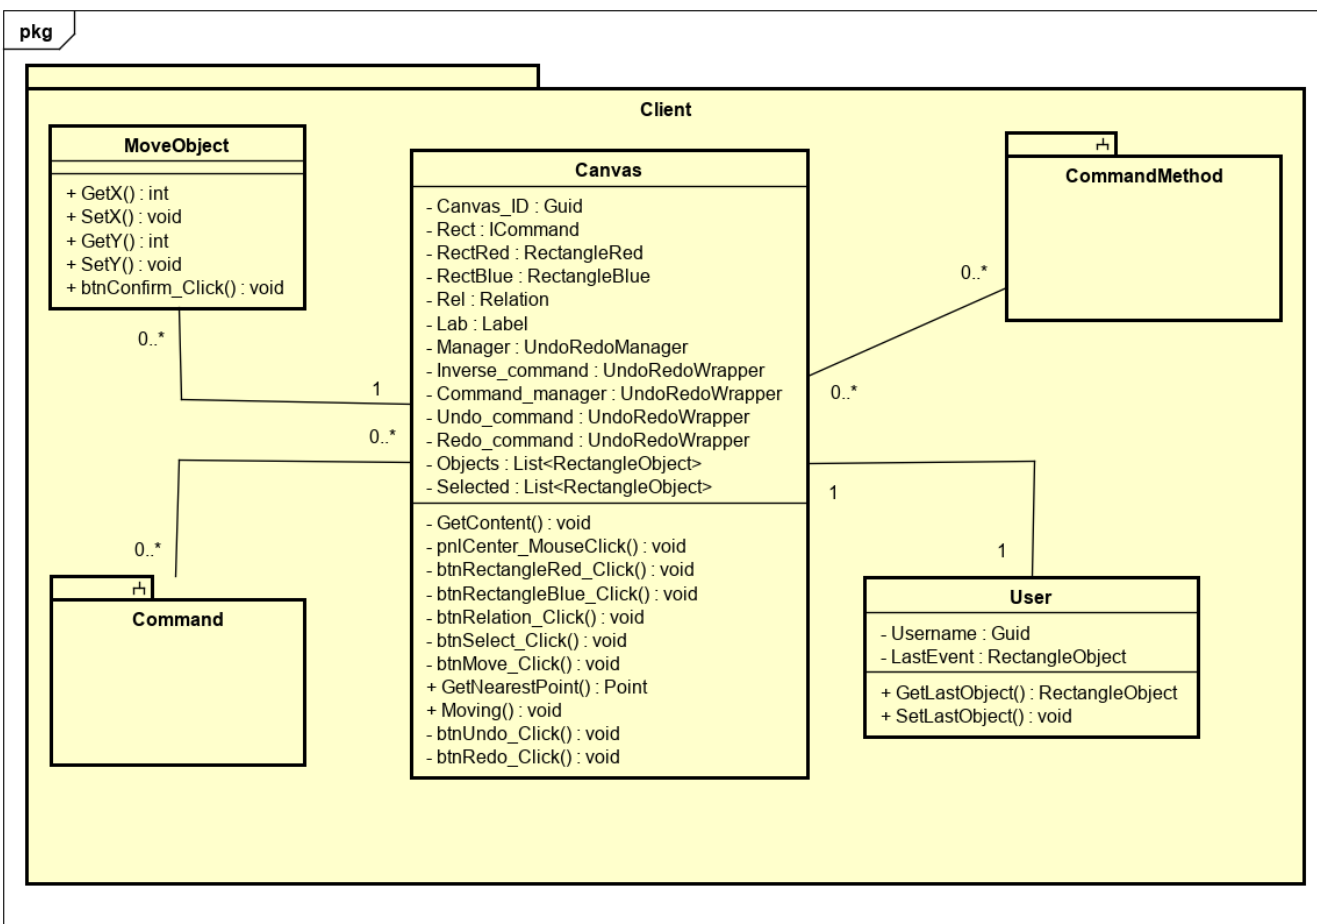 pkg
Client
MoveObject
+ GetX() : int
+ SetX() : void
+ GetY() : int
+ SetY() : void
+ btnConfirm_Click() : void
0..*
1
Canvas
- Canvas_ID : Guid
- Rect : ICommand
- RectRed : RectangleRed
- RectBlue : RectangleBlue
- Rel : Relation
- Lab : Label
- Manager : UndoRedoManager
- Inverse_command : UndoRedoWrapper
- Command_manager : UndoRedoWrapper
- Undo_command : UndoRedoWrapper
- Redo_command : UndoRedoWrapper
- Objects : List<RectangleObject>
- Selected : List<RectangleObject>
- GetContent() : void
- pnlCenter_MouseClick() : void
- btnRectangleRed_Click() : void
- btnRectangleBlue_Click() : void
- btnRelation_Click() : void
- btnSelect_Click() : void
- btnMove_Click() : void
+ GetNearestPoint() : Point
+ Moving() : void
- btnUndo_Click() : void
- btnRedo_Click() : void
CommandMethod
0..*
0..*
0..*
0..*
Command
1
1
User
- Username : Guid
- LastEvent : RectangleObject
+ GetLastObject() : RectangleObject
+ SetLastObject() : void